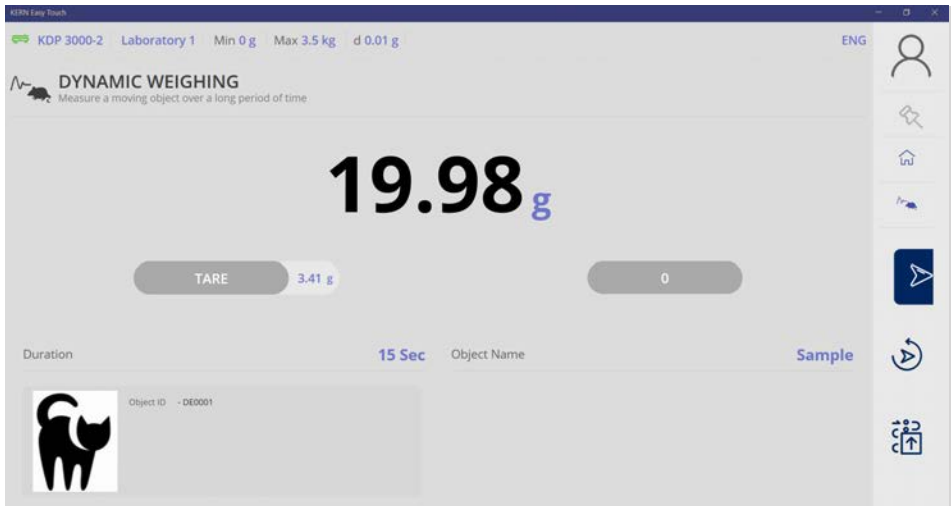 KERN Easy Touch
KDP 3000-2 Laboratory 1 Min 0 g Max 3.5 kg d 0.01 g ENG
DYNAMIC WEIGHING
Measure a moving object over a long period of time
19.98 g
TARE 3.41 g 0
Duration 15 Sec Object Name Sample
Object ID - DE0001